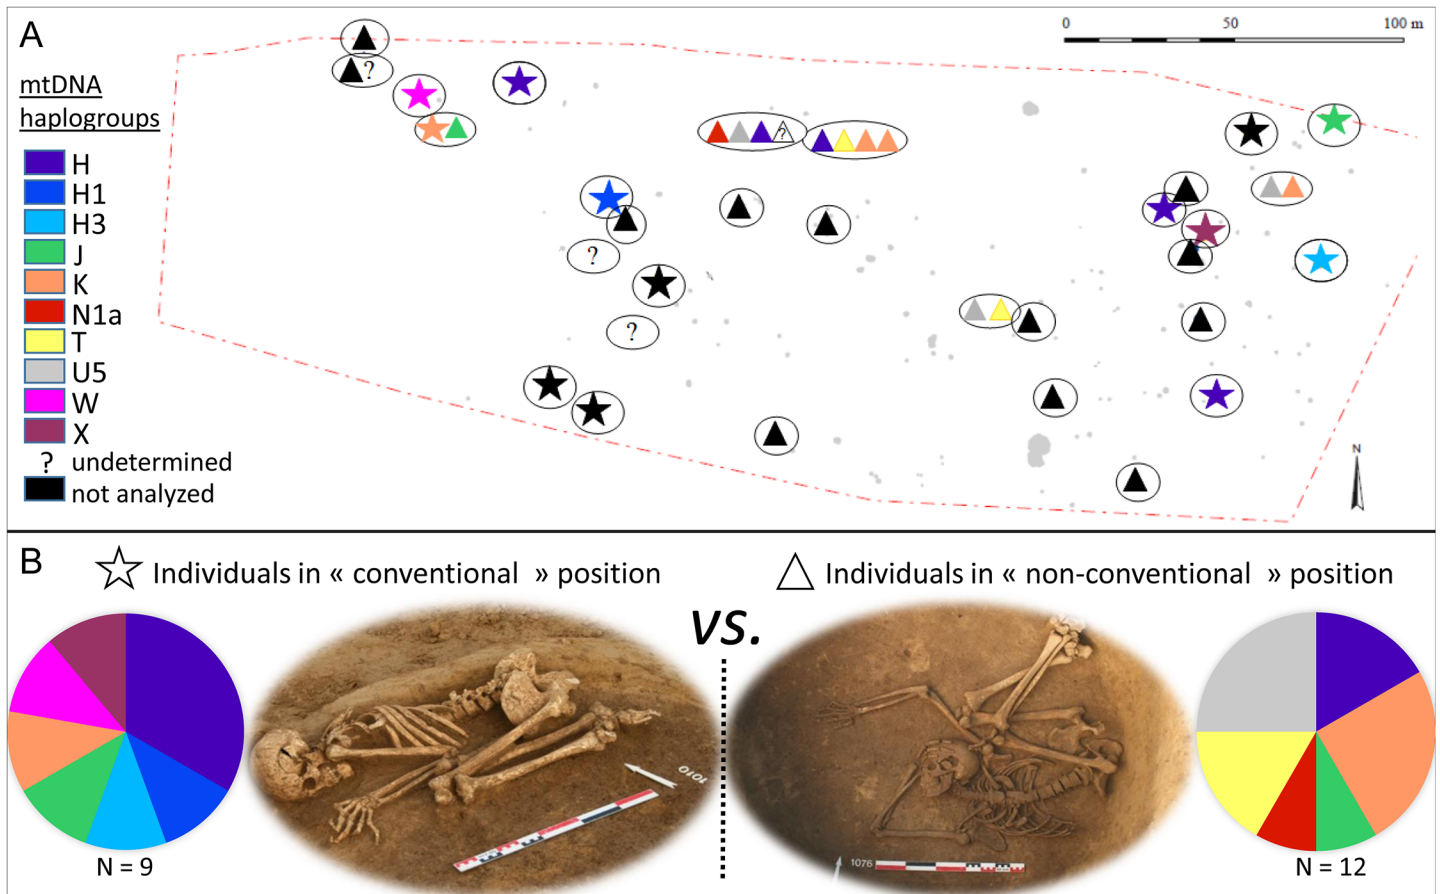 A
0 50 100 m
mtDNA
haplogroups
H
H1
H3
J
K
N1a
T
U5
W
X
? undetermined
not analyzed
?
?
?
?
N
B
Individuals in « conventional » position
Individuals in « non-conventional » position
vs.
1010
1076
N = 9
N = 12